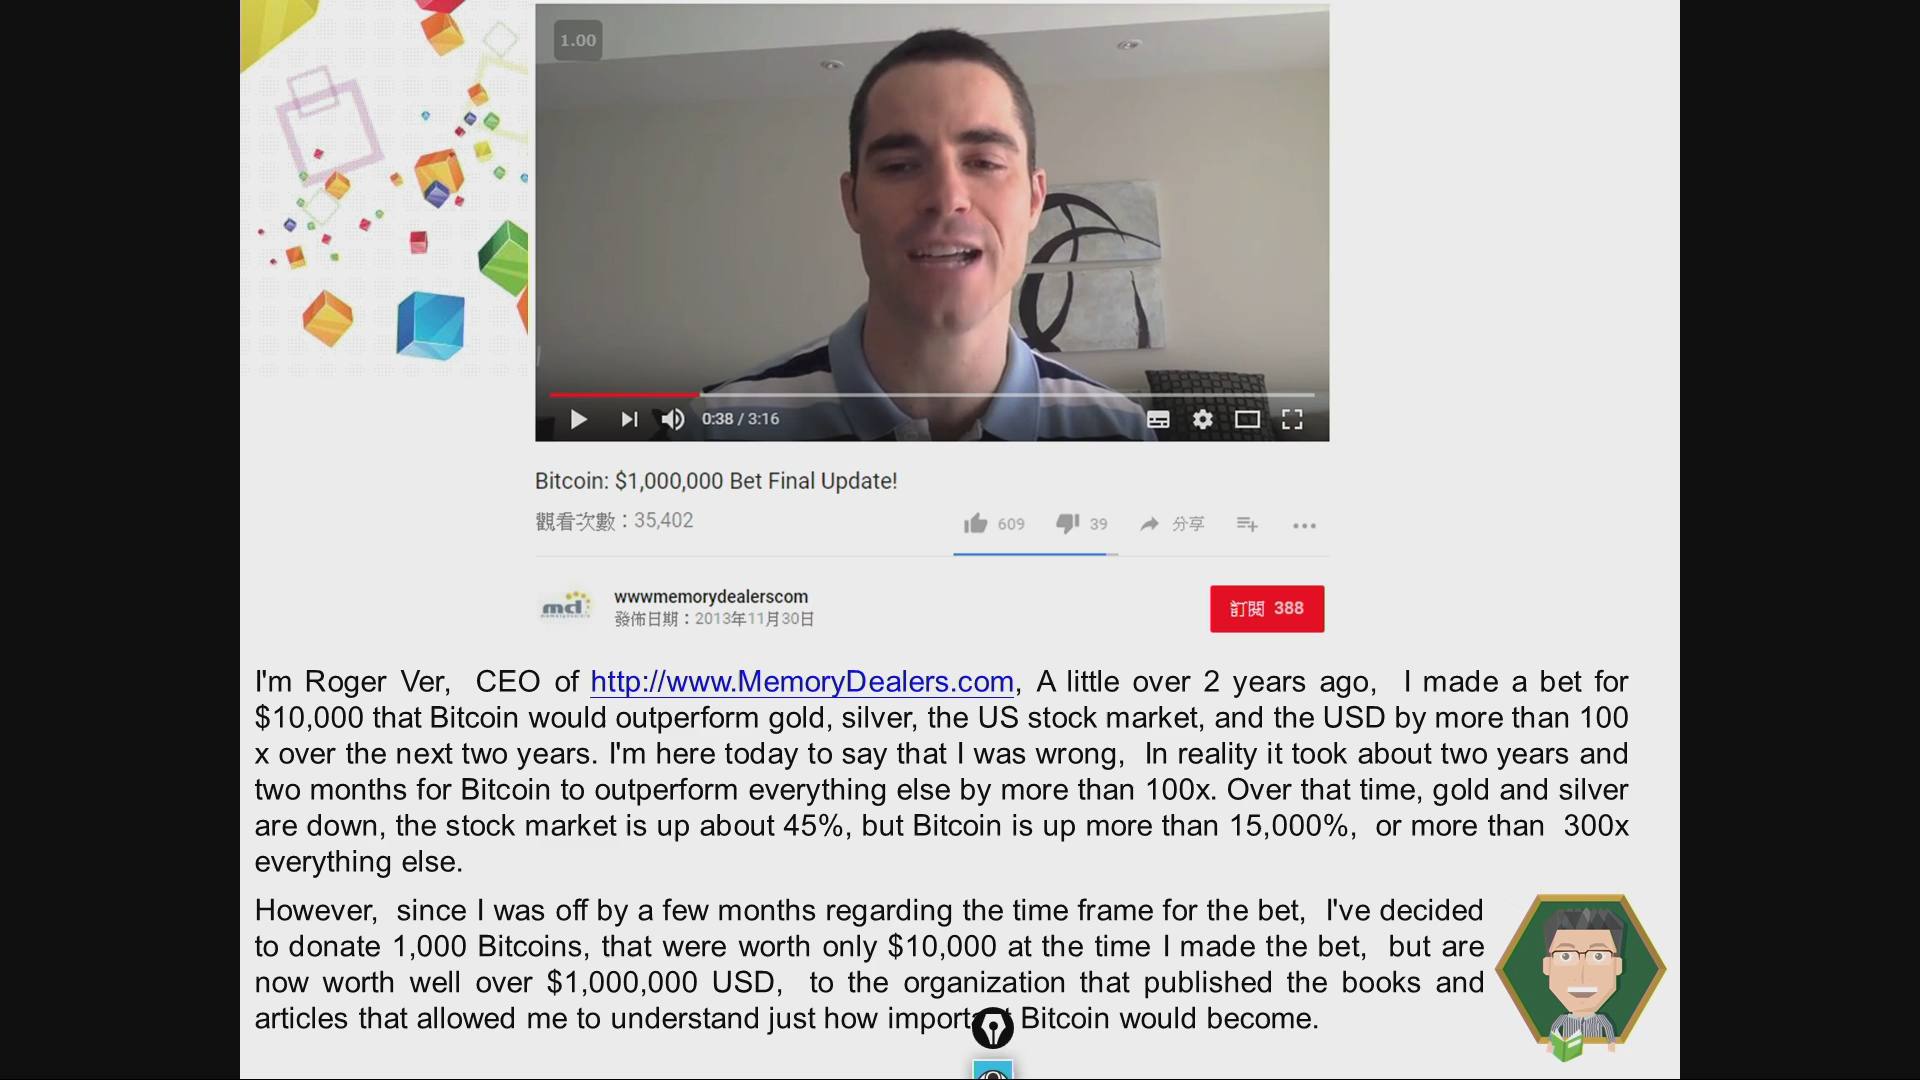 1.00
0:38 / 3:16
Bitcoin: $1,000,000 Bet Final Update!
觀看次數：35,402
609 39 分享
md
wwwmemorydealerscom
發佈日期：2013年11月30日
訂閱 388
I'm Roger Ver, CEO of http://www.MemoryDealers.com, A little over 2 years ago, I made a bet for
$10,000 that Bitcoin would outperform gold, silver, the US stock market, and the USD by more than 100
x over the next two years. I'm here today to say that I was wrong, In reality it took about two years and
two months for Bitcoin to outperform everything else by more than 100x. Over that time, gold and silver
are down, the stock market is up about 45%, but Bitcoin is up more than 15,000%, or more than 300x
everything else.
However, since I was off by a few months regarding the time frame for the bet, I've decided
to donate 1,000 Bitcoins, that were worth only $10,000 at the time I made the bet, but are
now worth well over $1,000,000 USD, to the organization that published the books and
articles that allowed me to understand just how important Bitcoin would become.